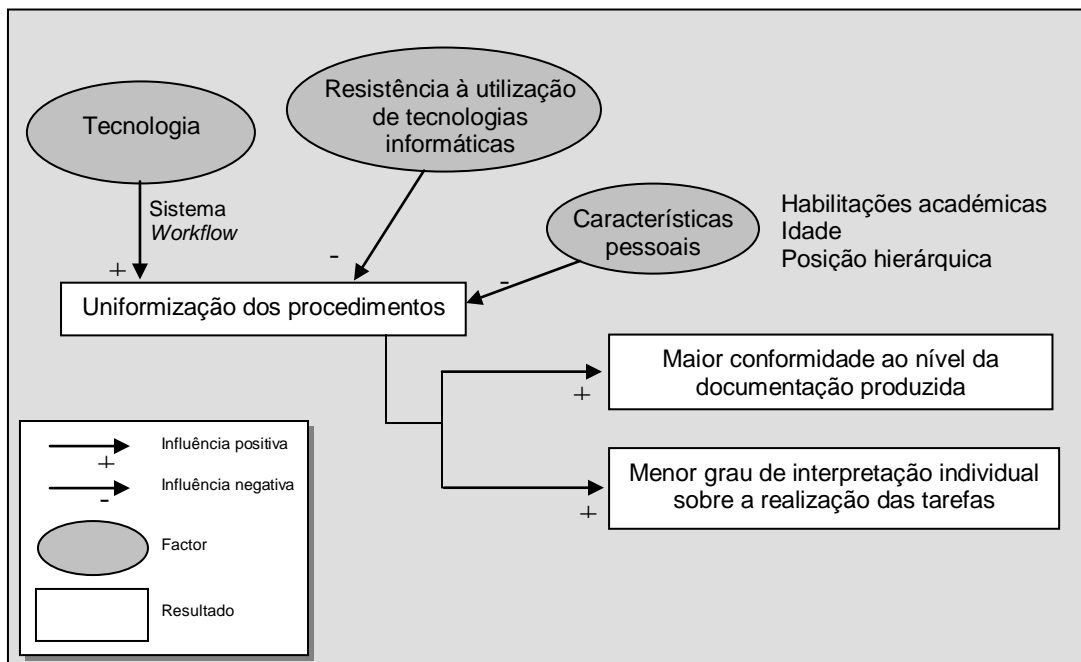 Tecnologia
Resistência à utilização
de tecnologias
informáticas
Sistema
Workflow
+
-
Características
pessoais
-
Habilitações académicas
Idade
Posição hierárquica
Uniformização dos procedimentos
Maior conformidade ao nível da
documentação produzida
+
Menor grau de interpretação individual
sobre a realização das tarefas
+
Influência positiva
+
Influência negativa
-
Factor
Resultado